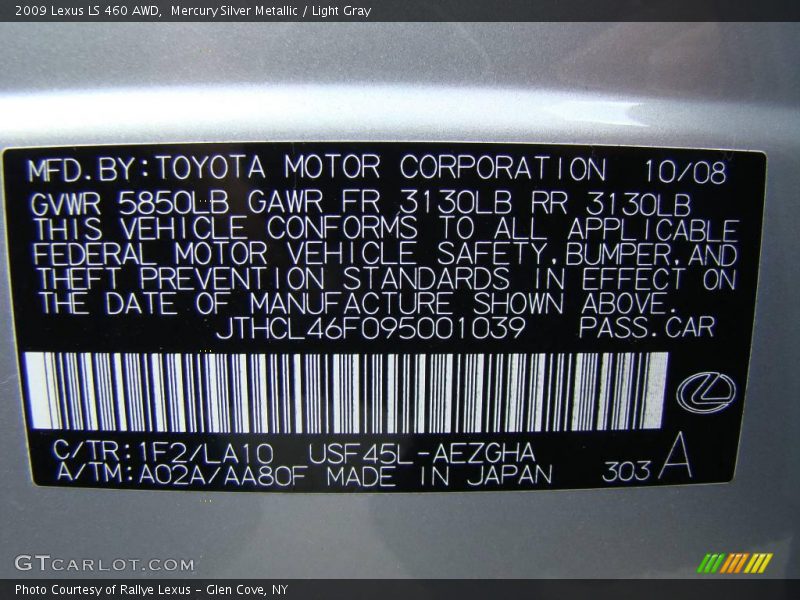 2009 Lexus LS 460 AWD,  Mercury Silver Metallic / Light Gray
MFD.BY:TOYOTA MOTOR CORPORATION 10/08
GVWR 5850LB GAWR FR 3130LB RR 3130LB
THIS VEHICLE CONFORMS TO ALL APPLICABLE
FEDERAL MOTOR VEHICLE SAFETY,BUMPER,AND
THEFT PREVENTION STANDARDS IN EFFECT ON
THE DATE OF MANUFACTURE SHOWN ABOVE.
JTHCL46F095001039 PASS.CAR
C/TR:1F2/LA10 USF45L-AEZGHA
A/TM:A02A/AA80F MADE IN JAPAN 303 A
GTCARLOT.COM
Photo Courtesy of Rallye Lexus - Glen Cove, NY